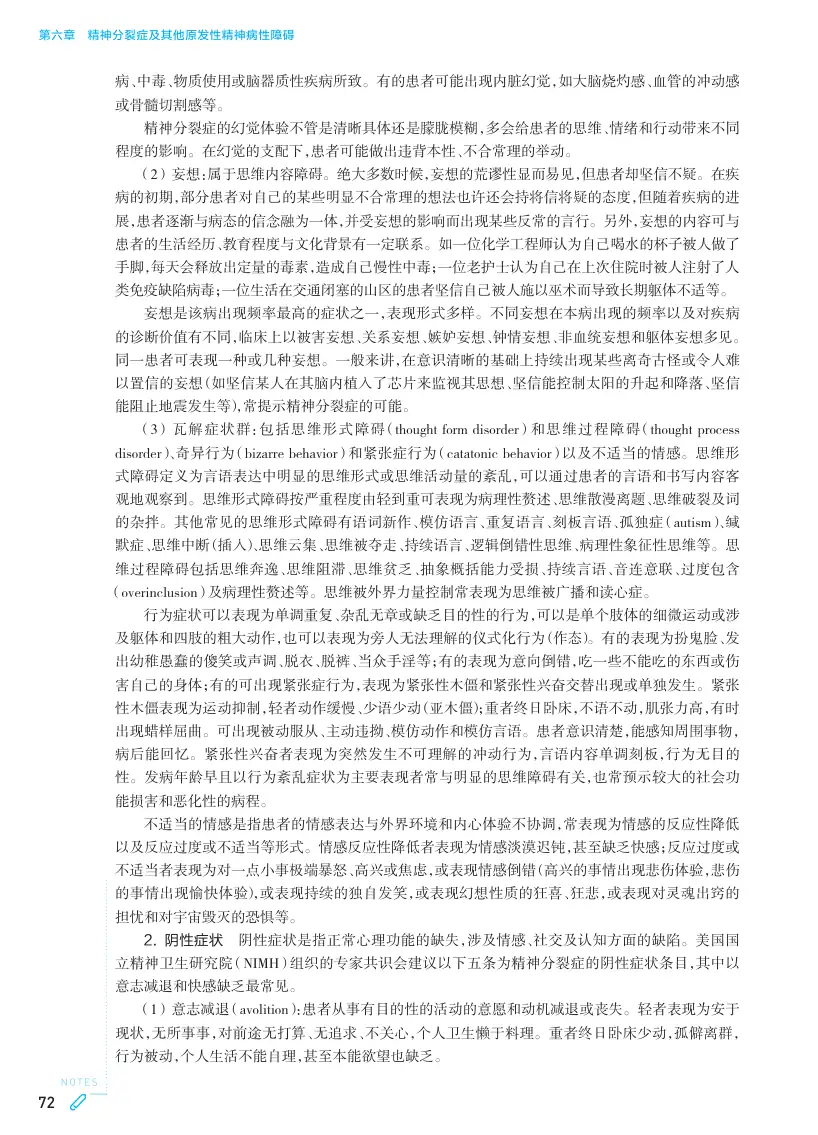 第六章 精神分裂症及其他原发性精神病性障碍
病、中毒、物质使用或脑器质性疾病所致。有的患者可能出现内脏幻觉,如大脑烧灼感、血管的冲动感
或骨髓切割感等。
精神分裂症的幻觉体验不管是清晰具体还是朦胧模糊,多会给患者的思维、情绪和行动带来不同
程度的影响。在幻觉的支配下,患者可能做出违背本性、不合常理的举动。
(2)妄想:属于思维内容障碍。绝大多数时候,妄想的荒谬性显而易见,但患者却坚信不疑。在疾
病的初期,部分患者对自己的某些明显不合常理的想法也许还会持将信将疑的态度,但随着疾病的进
展,患者逐渐与病态的信念融为一体,并受妄想的影响而出现某些反常的言行。另外,妄想的内容可与
患者的生活经历、教育程度与文化背景有一定联系。如一位化学工程师认为自己喝水的杯子被人做了
手脚,每天会释放出定量的毒素,造成自己慢性中毒;一位老护士认为自己在上次住院时被人注射了人
类免疫缺陷病毒;一位生活在交通闭塞的山区的患者坚信自己被人施以巫术而导致长期躯体不适等。
妄想是该病出现频率最高的症状之一,表现形式多样。不同妄想在本病出现的频率以及对疾病
的诊断价值有不同,临床上以被害妄想、关系妄想、嫉妒妄想、钟情妄想、非血统妄想和躯体妄想多见。
同一患者可表现一种或几种妄想。一般来讲,在意识清晰的基础上持续出现某些离奇古怪或令人难
以置信的妄想(如坚信某人在其脑内植入了芯片来监视其思想、坚信能控制太阳的升起和降落、坚信
能阻止地震发生等),常提示精神分裂症的可能。
(3)瓦解症状群:包括思维形式障碍(thought form disorder)和思维过程障碍(thought process
disorder)、奇异行为(bizarre behavior)和紧张症行为(catatonic behavior)以及不适当的情感。思维形
式障碍定义为言语表达中明显的思维形式或思维活动量的紊乱,可以通过患者的言语和书写内容客
观地观察到。思维形式障碍按严重程度由轻到重可表现为病理性赘述、思维散漫离题、思维破裂及词
的杂拌。其他常见的思维形式障碍有语词新作、模仿语言、重复语言、刻板言语、孤独症(autism)、缄
默症、思维中断(插入)、思维云集、思维被夺走、持续语言、逻辑倒错性思维、病理性象征性思维等。思
维过程障碍包括思维奔逸、思维阻滞、思维贫乏、抽象概括能力受损、持续言语、音连意联、过度包含
(overinclusion)及病理性赘述等。思维被外界力量控制常表现为思维被广播和读心症。
行为症状可以表现为单调重复、杂乱无章或缺乏目的性的行为,可以是单个肢体的细微运动或涉
及躯体和四肢的粗大动作,也可以表现为旁人无法理解的仪式化行为(作态)。有的表现为扮鬼脸、发
出幼稚愚蠢的傻笑或声调、脱衣、脱裤、当众手淫等;有的表现为意向倒错,吃一些不能吃的东西或伤
害自己的身体;有的可出现紧张症行为,表现为紧张性木僵和紧张性兴奋交替出现或单独发生。紧张
性木僵表现为运动抑制,轻者动作缓慢、少语少动(亚木僵);重者终日卧床,不语不动,肌张力高,有时
出现蜡样屈曲。可出现被动服从、主动违拗、模仿动作和模仿言语。患者意识清楚,能感知周围事物,
病后能回忆。紧张性兴奋者表现为突然发生不可理解的冲动行为,言语内容单调刻板,行为无目的
性。发病年龄早且以行为紊乱症状为主要表现者常与明显的思维障碍有关,也常预示较大的社会功
能损害和恶化性的病程。
不适当的情感是指患者的情感表达与外界环境和内心体验不协调,常表现为情感的反应性降低
以及反应过度或不适当等形式。情感反应性降低者表现为情感淡漠迟钝,甚至缺乏快感;反应过度或
不适当者表现为对一点小事极端暴怒、高兴或焦虑,或表现情感倒错(高兴的事情出现悲伤体验,悲伤
的事情出现愉快体验),或表现持续的独自发笑,或表现幻想性质的狂喜、狂悲,或表现对灵魂出窍的
担忧和对宇宙毁灭的恐惧等。
2. 阴性症状 阴性症状是指正常心理功能的缺失,涉及情感、社交及认知方面的缺陷。美国国
立精神卫生研究院(NIMH)组织的专家共识会建议以下五条为精神分裂症的阴性症状条目,其中以
意志减退和快感缺乏最常见。
(1)意志减退(avolition):患者从事有目的性的活动的意愿和动机减退或丧失。轻者表现为安于
现状,无所事事,对前途无打算、无追求、不关心,个人卫生懒于料理。重者终日卧床少动,孤僻离群,
行为被动,个人生活不能自理,甚至本能欲望也缺乏。
NOTES
72